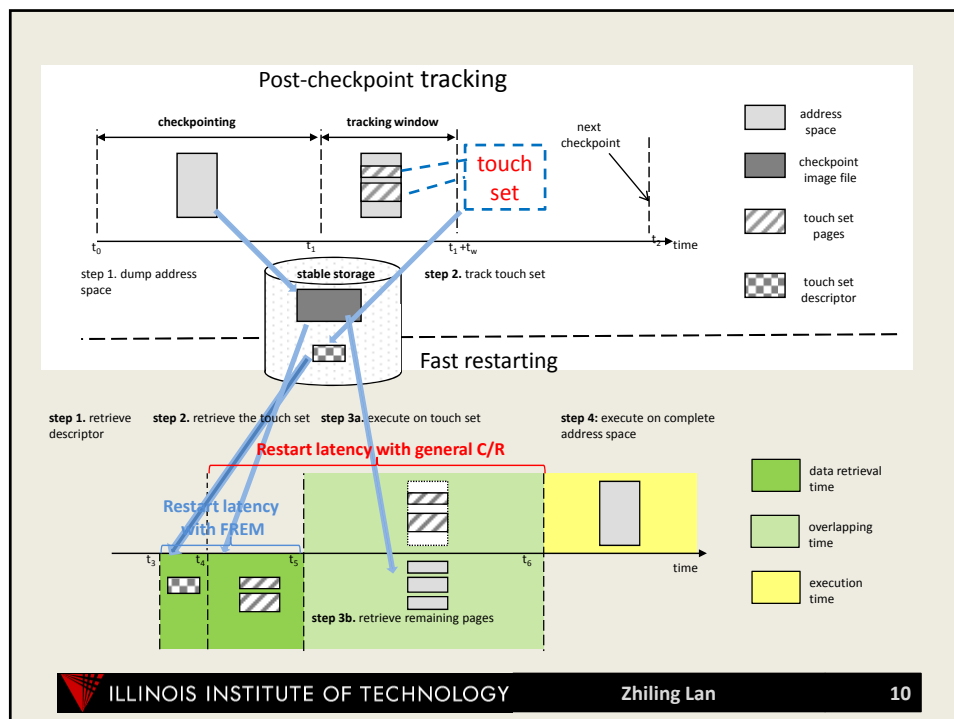 Post-checkpoint tracking
checkpointing
tracking window
next
checkpoint
touch
set
address
space
checkpoint
image file
touch set
pages
touch set
descriptor
t0
t1
t1 +tw
t2
time
step 1. dump address
space
stable storage
step 2. track touch set
Fast restarting
step 1. retrieve
descriptor
step 2. retrieve the touch set
step 3a. execute on touch set
step 4: execute on complete
address space
Restart latency with general C/R
Restart latency
with FREM
t3
t4
t5
t6
time
step 3b. retrieve remaining pages
data retrieval
time
overlapping
time
execution
time
ILLINOIS INSTITUTE OF TECHNOLOGY
Zhiling Lan
10